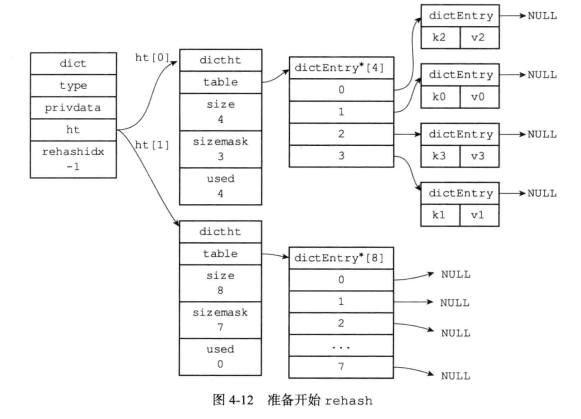 dict
type
privdata
ht
rehashidx
-1
ht[0]
ht[1]
dictht
table
size
4
sizemask
3
used
4
dictEntry*[4]
0
1
2
3
dictEntry
k2 v2
NULL
dictEntry
k0 v0
NULL
dictEntry
k3 v3
NULL
dictEntry
k1 v1
NULL
dictht
table
size
8
sizemask
7
used
0
dictEntry*[8]
0
1
2
...
7
NULL
NULL
NULL
NULL
图 4-12 准备开始 rehash